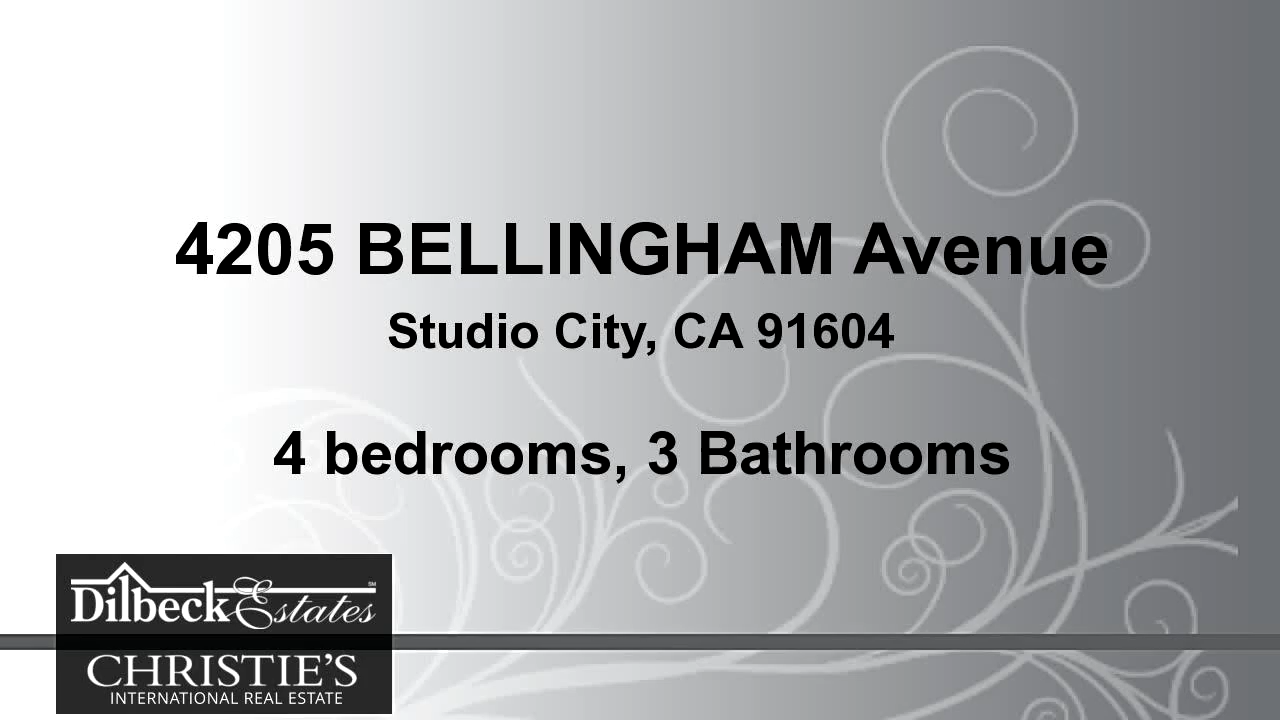 4205 BELLINGHAM Avenue
Studio City, CA 91604
4 bedrooms, 3 Bathrooms
Dilbeck Estates SM
CHRISTIE'S
INTERNATIONAL REAL ESTATE